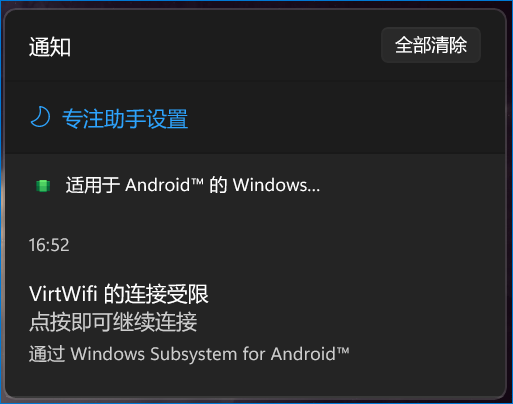 通知
全部清除
专注助手设置
适用于 Android™ 的 Windows...
16:52
VirtWifi 的连接受限
点按即可继续连接
通过 Windows Subsystem for Android™